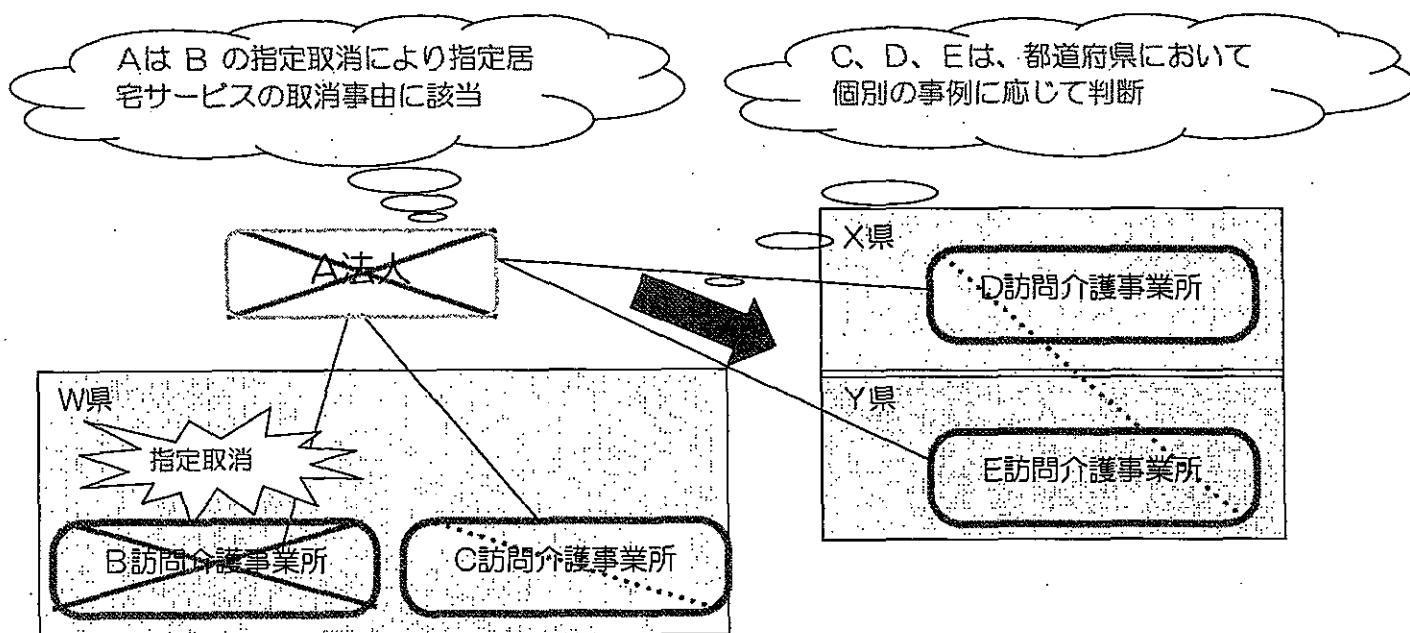 AはBの指定取消により指定居
宅サービスの取消事由に該当
C、D、Eは、都道府県において
個別の事例に応じて判断
A法人
X県
D訪問介護事業所
W県
Y県
指定取消
E訪問介護事業所
B訪問介護事業所
C訪問介護事業所